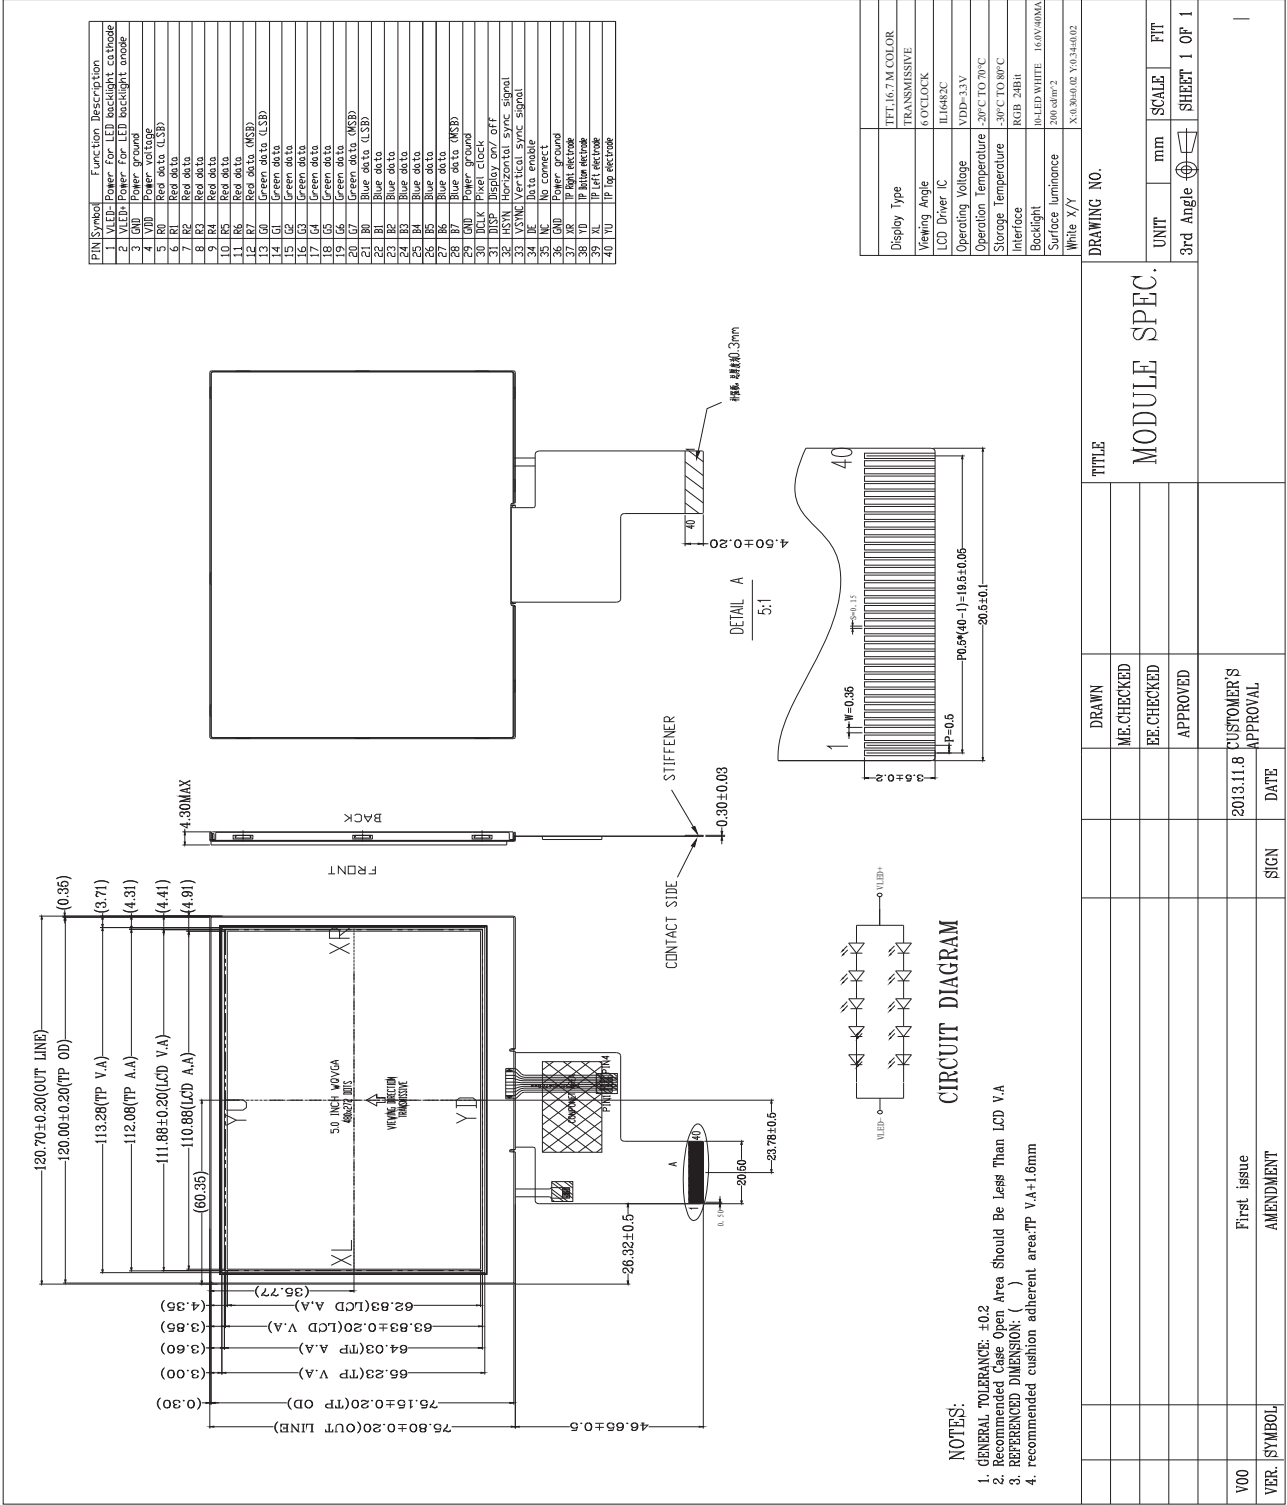 PIN Symbol Function Description
1 VLED- Power for LED backlight cathode
2 VLED+ Power for LED backlight anode
3 GND Power ground
4 VDD Power voltage
5 R0 Red data (LSB)
6 R1 Red data
7 R2 Red data
8 R3 Red data
9 R4 Red data
10 R5 Red data
11 R6 Red data
12 R7 Red data (MSB)
13 G0 Green data (LSB)
14 G1 Green data
15 G2 Green data
16 G3 Green data
17 G4 Green data
18 G5 Green data
19 G6 Green data
20 G7 Green data (MSB)
21 B0 Blue data (LSB)
22 B1 Blue data
23 B2 Blue data
24 B3 Blue data
25 B4 Blue data
26 B5 Blue data
27 B6 Blue data
28 B7 Blue data (MSB)
29 GND Power ground
30 DCLK Pixel clock
31 DISP Display on/ off
32 HSYN Horizontal sync signal
33 VSYNC Vertical sync signal
34 DE Data enable
35 NC No connect
36 GND Power ground
37 XR TP Right electrode
38 YD TP Bottom electrode
39 XL TP Left electrode
40 YU TP Top electrode
120.70±0.20(OUT LINE)
(0.35)
120.00±0.20(TP OD)
113.28(TP V.A)
(3.71)
112.08(TP A.A)
(4.31)
111.88±0.20(LCD V.A)
(4.41)
110.88(LCD A.A)
(4.91)
(60.35)
(35.77)
62.83(LCD A,A)
(4.35)
63.83±0.20(LCD V.A)
(3.85)
64.03(TP A.A)
(3.60)
65.23(TP V.A)
(3.00)
75.15±0.20(TP OD)
(0.30)
75.80±0.20(OUT LINE)
46.65±0.5
YU
XL
XR
YD
5.0 INCH WQVGA
480x272 DOTS
VIEWING DIRECTION
TRANSMISSIVE
PIN1
PIN4
A
1
40
0.50
20.50
23.78±0.5
26.32±0.5
4.30MAX
FRONT
BACK
CONTACT SIDE
STIFFENER
0.30±0.03
40
4.50±0.20
DETAIL A
5:1
1
40
W=0.35
S=0.15
P=0.5
P0.5*(40-1)=19.5±0.05
20.5±0.1
3.5±0.2
VLED-
VLED+
CIRCUIT DIAGRAM
NOTES:
1. GENERAL TOLERANCE: ±0.2
2. Recommended Case Open Area Should Be Less Than LCD V.A
3. REFERENCED DIMENSION: ( )
4. recommended cushion adherent area:TP V.A+1.6mm
Display Type TFT,16.7 M COLOR
TRANSMISSIVE
Viewing Angle 6 O'CLOCK
LCD Driver IC ILI6482C
Operating Voltage VDD=3.3 V
Operation Temperature -20°C TO 70°C
Storage Temperature -30°C TO 80°C
Interface RGB 24Bit
Backlight 10-LED WHITE 16.0V/40MA
Surface luminance 200 cd/m^2
While X/Y X:0.30±0.02 Y:0.34±0.02
DRAWN
ME.CHECKED
EE.CHECKED
APPROVED
CUSTOMER'S APPROVAL
TITLE
MODULE SPEC.
DRAWING NO.
UNIT mm SCALE FIT
3rd Angle SHEET 1 OF 1
V00 First issue 2013.11.8
VER. SYMBOL AMENDMENT SIGN DATE